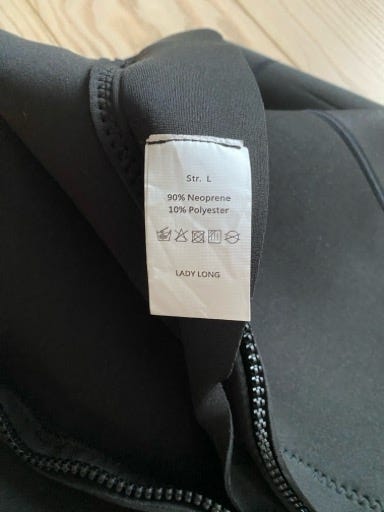 Str. L
90% Neoprene
10% Polyester
LADY LONG